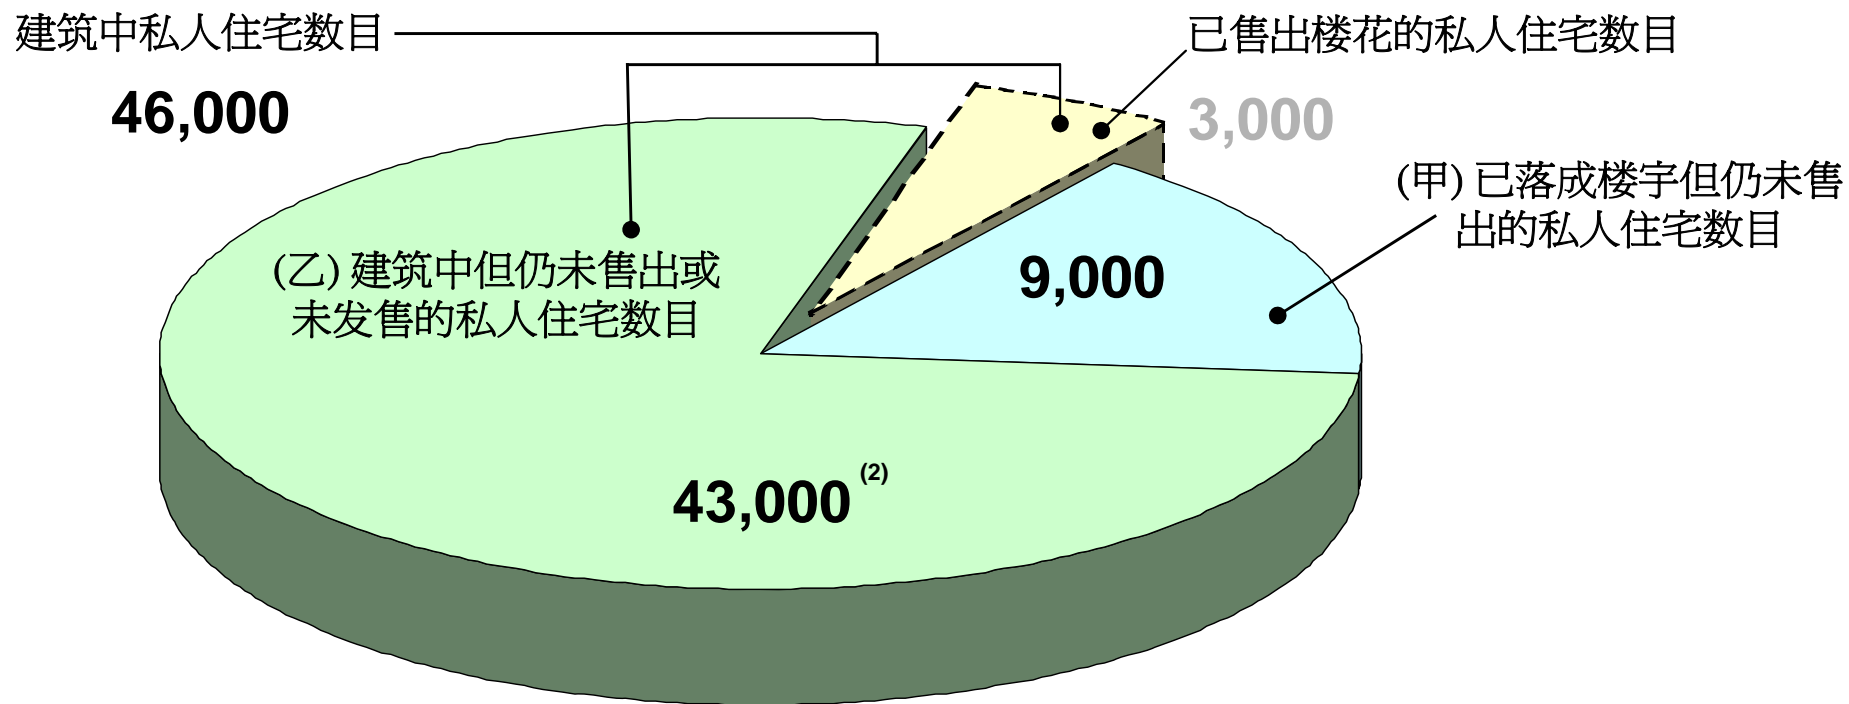 建筑中私人住宅数目
46,000
已售出楼花的私人住宅数目
3,000
(甲) 已落成楼宇但仍未售
出的私人住宅数目
9,000
(乙) 建筑中但仍未售出或
未发售的私人住宅数目
43,000 (2)